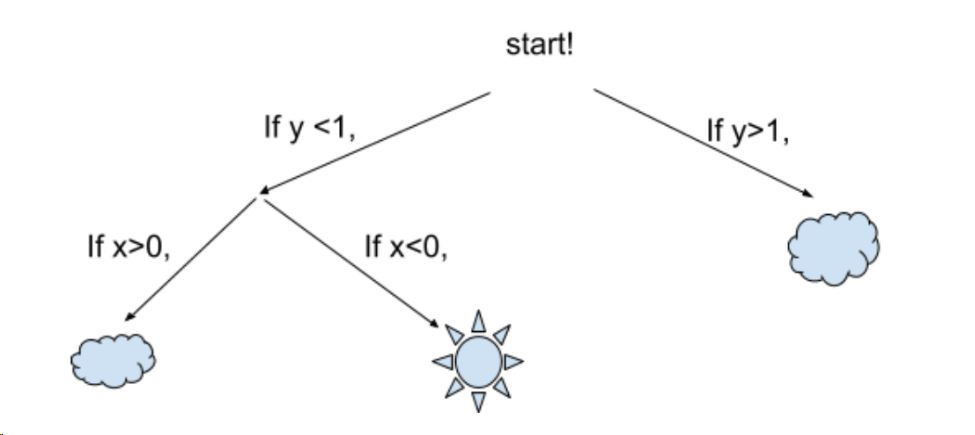 start!
If y <1,
If y>1,
If x>0,
If x<0,